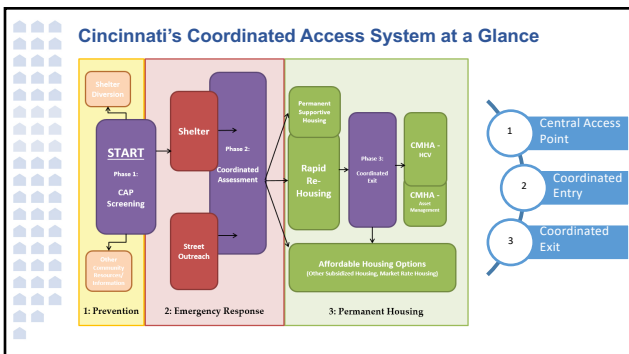 Cincinnati's Coordinated Access System at a Glance
Shelter
Diversion
START
Phase 1:
CAP
Screening
Other
Community
Resources/
Information
1: Prevention
Shelter
Phase 2:
Coordinated
Assessment
Street
Outreach
2: Emergency Response
Permanent
Supportive
Housing
Rapid
Re-
Housing
Phase 3:
Coordinated
Exit
CMHA -
HCV
CMHA -
Asset
Management
Affordable Housing Options
(Other Subsidized Housing, Market Rate Housing)
3: Permanent Housing
1
Central Access
Point
2
Coordinated
Entry
3
Coordinated
Exit